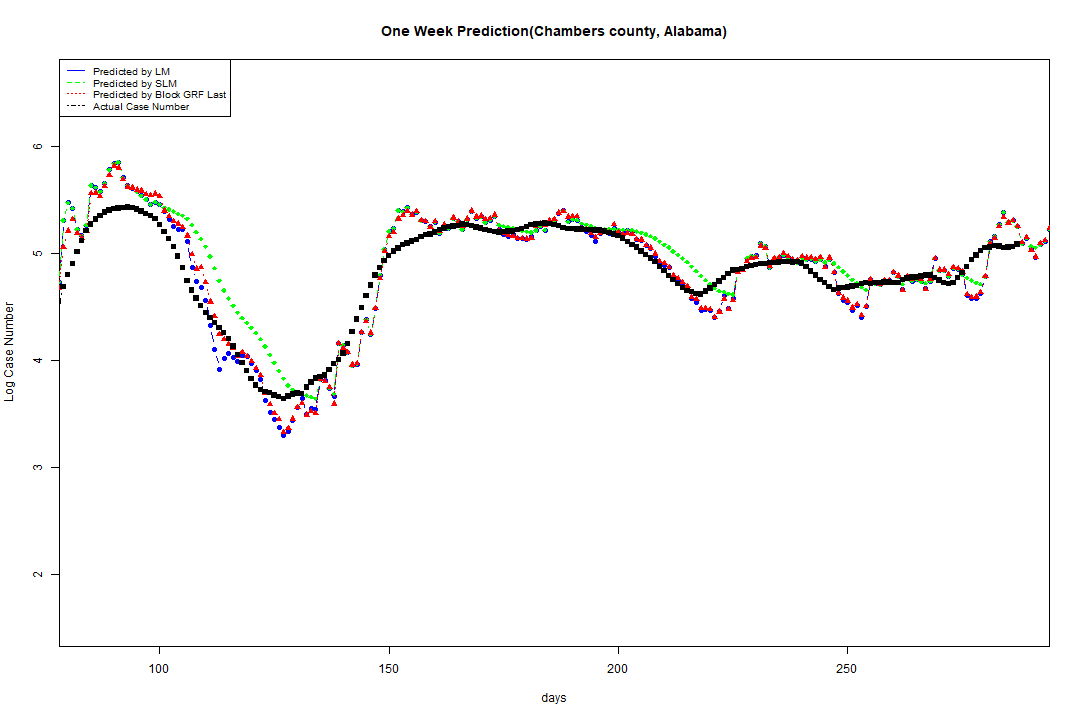 One Week Prediction(Chambers county, Alabama)
Predicted by LM
Predicted by SLM
Predicted by Block GRF Last
Actual Case Number
6
5
4
3
2
Log Case Number
100 150 200 250
days